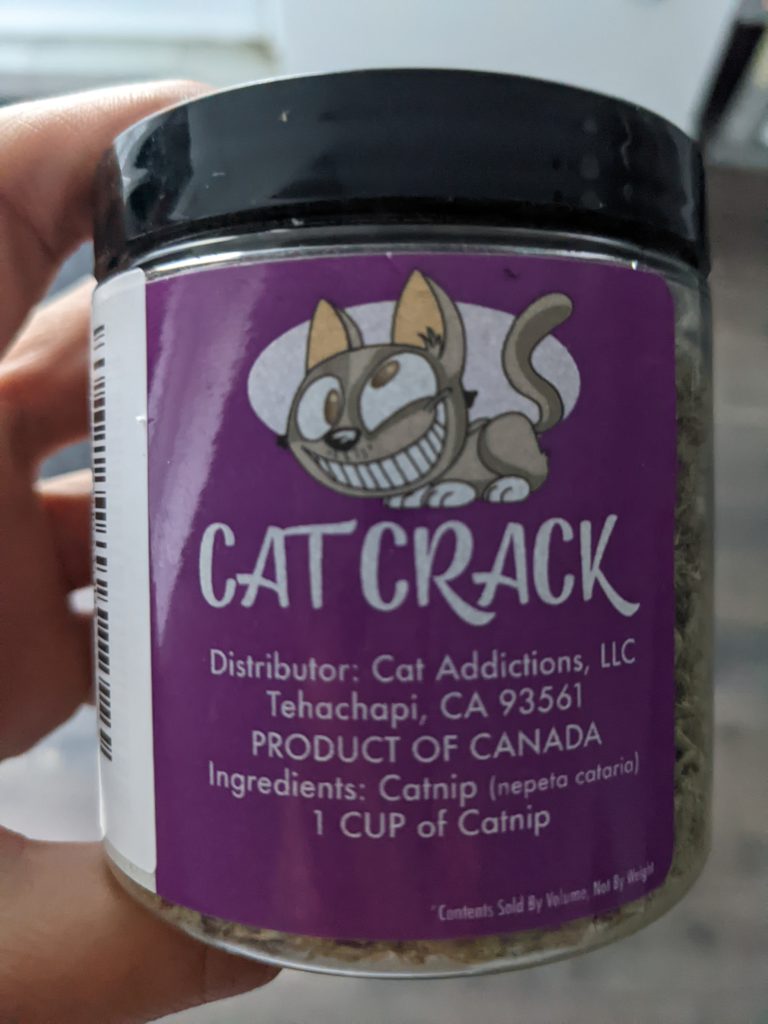 CAT CRACK
Distributor: Cat Addictions, LLC
Tehachapi, CA 93561
PRODUCT OF CANADA
Ingredients: Catnip (nepeta cataria)
1 CUP of Catnip
*Contents Sold By Volume, Not By Weight